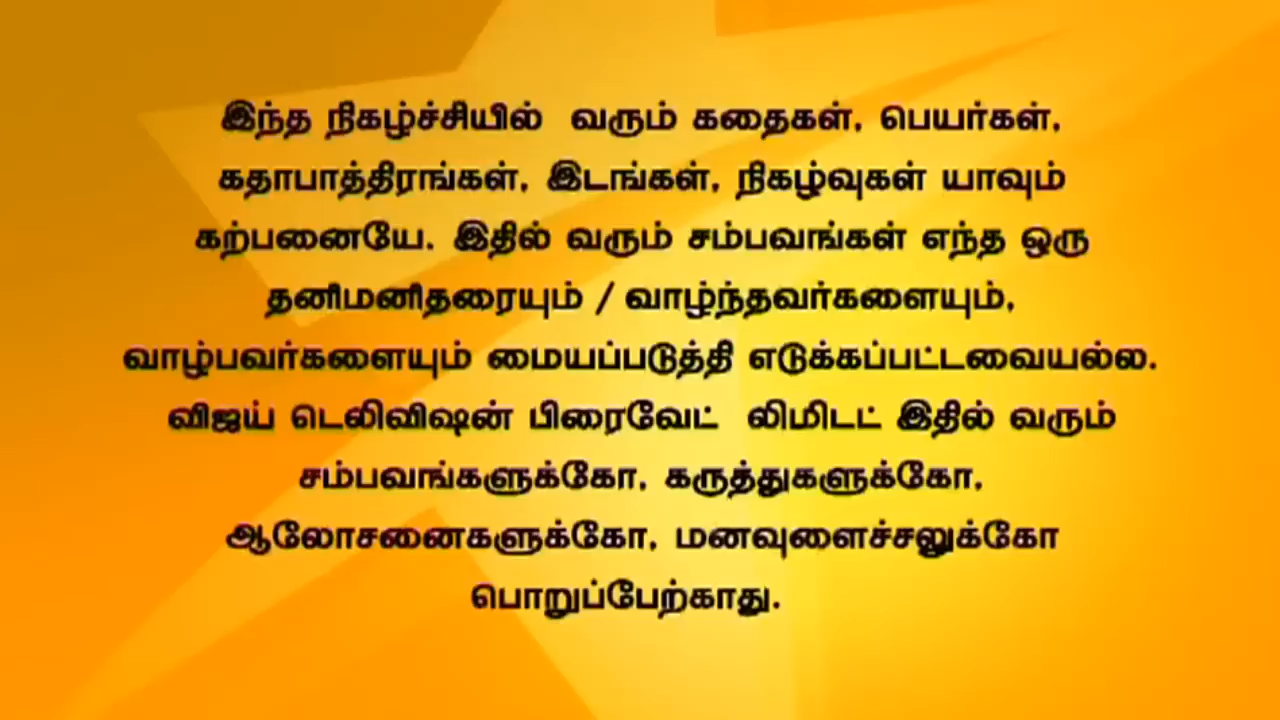 இந்த நிகழ்ச்சியில் வரும் கதைகள், பெயர்கள்,
கதாபாத்திரங்கள், இடங்கள், நிகழ்வுகள் யாவும்
கற்பனையே. இதில் வரும் சம்பவங்கள் எந்த ஒரு
தனிமனிதரையும் / வாழ்ந்தவர்களையும்,
வாழ்பவர்களையும் மையப்படுத்தி எடுக்கப்பட்டவையல்ல.
விஜய் டெலிவிஷன் பிரைவேட் லிமிடட் இதில் வரும்
சம்பவங்களுக்கோ, கருத்துகளுக்கோ,
ஆலோசனைகளுக்கோ, மனவுளைச்சலுக்கோ
பொறுப்பேற்காது.